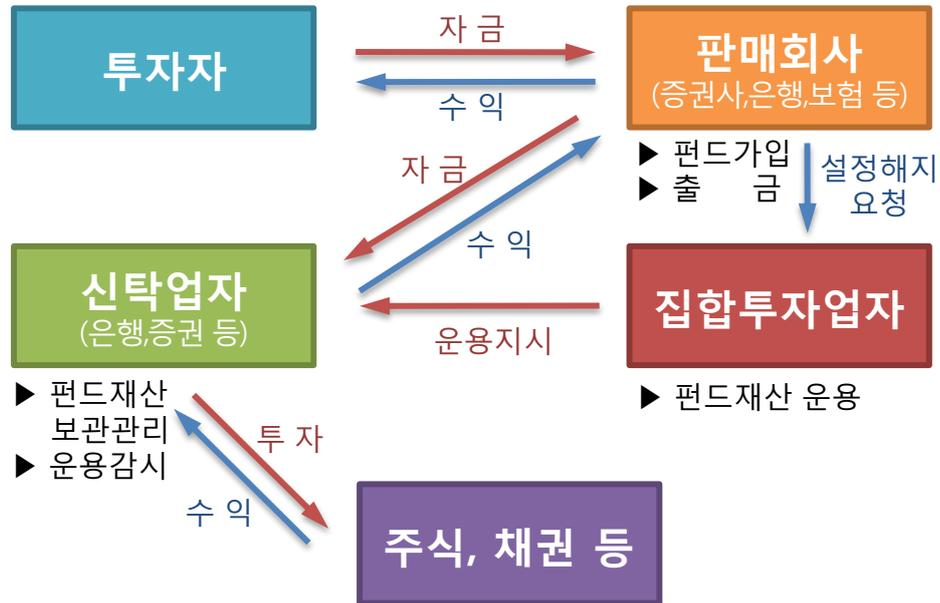 투자자
자 금
수 익
판매회사
(증권사,은행,보험 등)
▶ 펀드가입
▶ 출 금
설정해지
요청
자 금
수 익
신탁업자
(은행,증권 등)
운용지시
집합투자업자
▶ 펀드재산
보관관리
▶ 운용감시
▶ 펀드재산 운용
투 자
수 익
주식, 채권 등